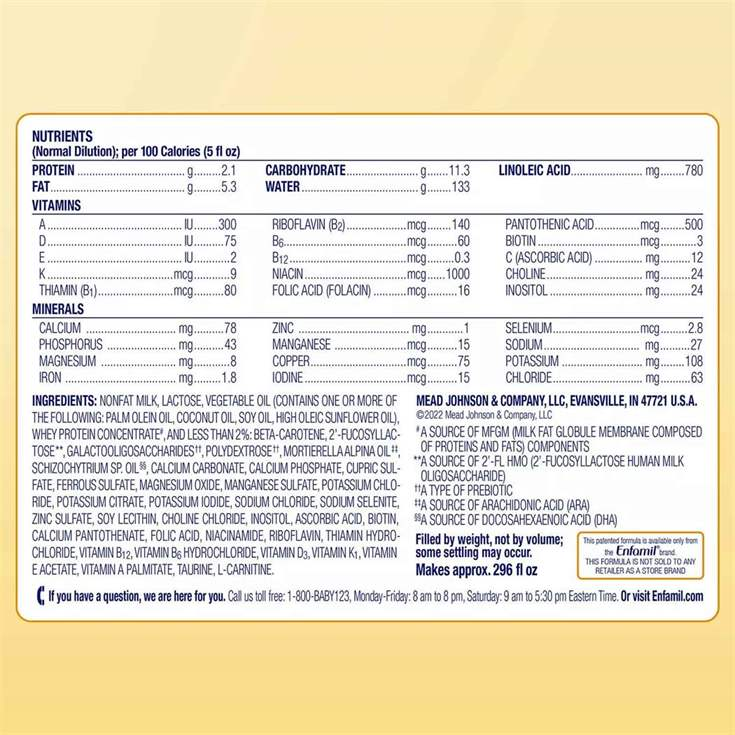 NUTRIENTS
(Normal Dilution); per 100 Calories (5 fl oz)
PROTEIN ........ g ........ 2.1
CARBOHYDRATE ........ g ........ 11.3
LINOLEIC ACID ........ mg ........ 780
FAT ........ g ........ 5.3
WATER ........ g ........ 133
VITAMINS
A ........ IU ........ 300
RIBOFLAVIN (B2) ........ mcg ........ 140
PANTOTHENIC ACID ........ mcg ........ 500
D ........ IU ........ 75
B6 ........ mcg ........ 60
BIOTIN ........ mcg ........ 3
E ........ IU ........ 2
B12 ........ mcg ........ 0.3
C (ASCORBIC ACID) ........ mg ........ 12
K ........ mcg ........ 9
NIACIN ........ mcg ........ 1000
CHOLINE ........ mg ........ 24
THIAMIN (B1) ........ mcg ........ 80
FOLIC ACID (FOLACIN) ........ mcg ........ 16
INOSITOL ........ mg ........ 24
MINERALS
CALCIUM ........ mg ........ 78
ZINC ........ mg ........ 1
SELENIUM ........ mcg ........ 2.8
PHOSPHORUS ........ mg ........ 43
MANGANESE ........ mcg ........ 15
SODIUM ........ mg ........ 27
MAGNESIUM ........ mg ........ 8
COPPER ........ mcg ........ 75
POTASSIUM ........ mg ........ 108
IRON ........ mg ........ 1.8
IODINE ........ mcg ........ 15
CHLORIDE ........ mg ........ 63
INGREDIENTS: NONFAT MILK, LACTOSE, VEGETABLE OIL (CONTAINS ONE OR MORE OF
THE FOLLOWING: PALM OLEIN OIL, COCONUT OIL, SOY OIL, HIGH OLEIC SUNFLOWER OIL),
WHEY PROTEIN CONCENTRATE#, AND LESS THAN 2%: BETA-CAROTENE, 2'-FUCOSYLLAC-
TOSE**, GALACTOOLIGOSACCHARIDES††, POLYDEXTROSE††, MORTIERELLA ALPINA OIL‡‡,
SCHIZOCHYTRIUM SP. OIL§§, CALCIUM CARBONATE, CALCIUM PHOSPHATE, CUPRIC SUL-
FATE, FERROUS SULFATE, MAGNESIUM OXIDE, MANGANESE SULFATE, POTASSIUM CHLO-
RIDE, POTASSIUM CITRATE, POTASSIUM IODIDE, SODIUM CHLORIDE, SODIUM SELENITE,
ZINC SULFATE, SOY LECITHIN, CHOLINE CHLORIDE, INOSITOL, ASCORBIC ACID, BIOTIN,
CALCIUM PANTOTHENATE, FOLIC ACID, NIACINAMIDE, RIBOFLAVIN, THIAMIN HYDRO-
CHLORIDE, VITAMIN B12, VITAMIN B6 HYDROCHLORIDE, VITAMIN D3, VITAMIN K1, VITAMIN
E ACETATE, VITAMIN A PALMITATE, TAURINE, L-CARNITINE.
MEAD JOHNSON & COMPANY, LLC, EVANSVILLE, IN 47721 U.S.A.
©2022 Mead Johnson & Company, LLC
#A SOURCE OF MFGM (MILK FAT GLOBULE MEMBRANE COMPOSED
OF PROTEINS AND FATS) COMPONENTS
**A SOURCE OF 2'-FL HMO (2'-FUCOSYLLACTOSE HUMAN MILK
OLIGOSACCHARIDE)
††A TYPE OF PREBIOTIC
‡‡A SOURCE OF ARACHIDONIC ACID (ARA)
§§A SOURCE OF DOCOSAHEXAENOIC ACID (DHA)
Filled by weight, not by volume;
some settling may occur.
Makes approx. 296 fl oz
This patented formula is available only from
the Enfamil® brand.
THIS FORMULA IS NOT SOLD TO ANY
RETAILER AS A STORE BRAND
If you have a question, we are here for you. Call us toll free: 1-800-BABY123, Monday-Friday: 8 am to 8 pm, Saturday: 9 am to 5:30 pm Eastern Time. Or visit Enfamil.com